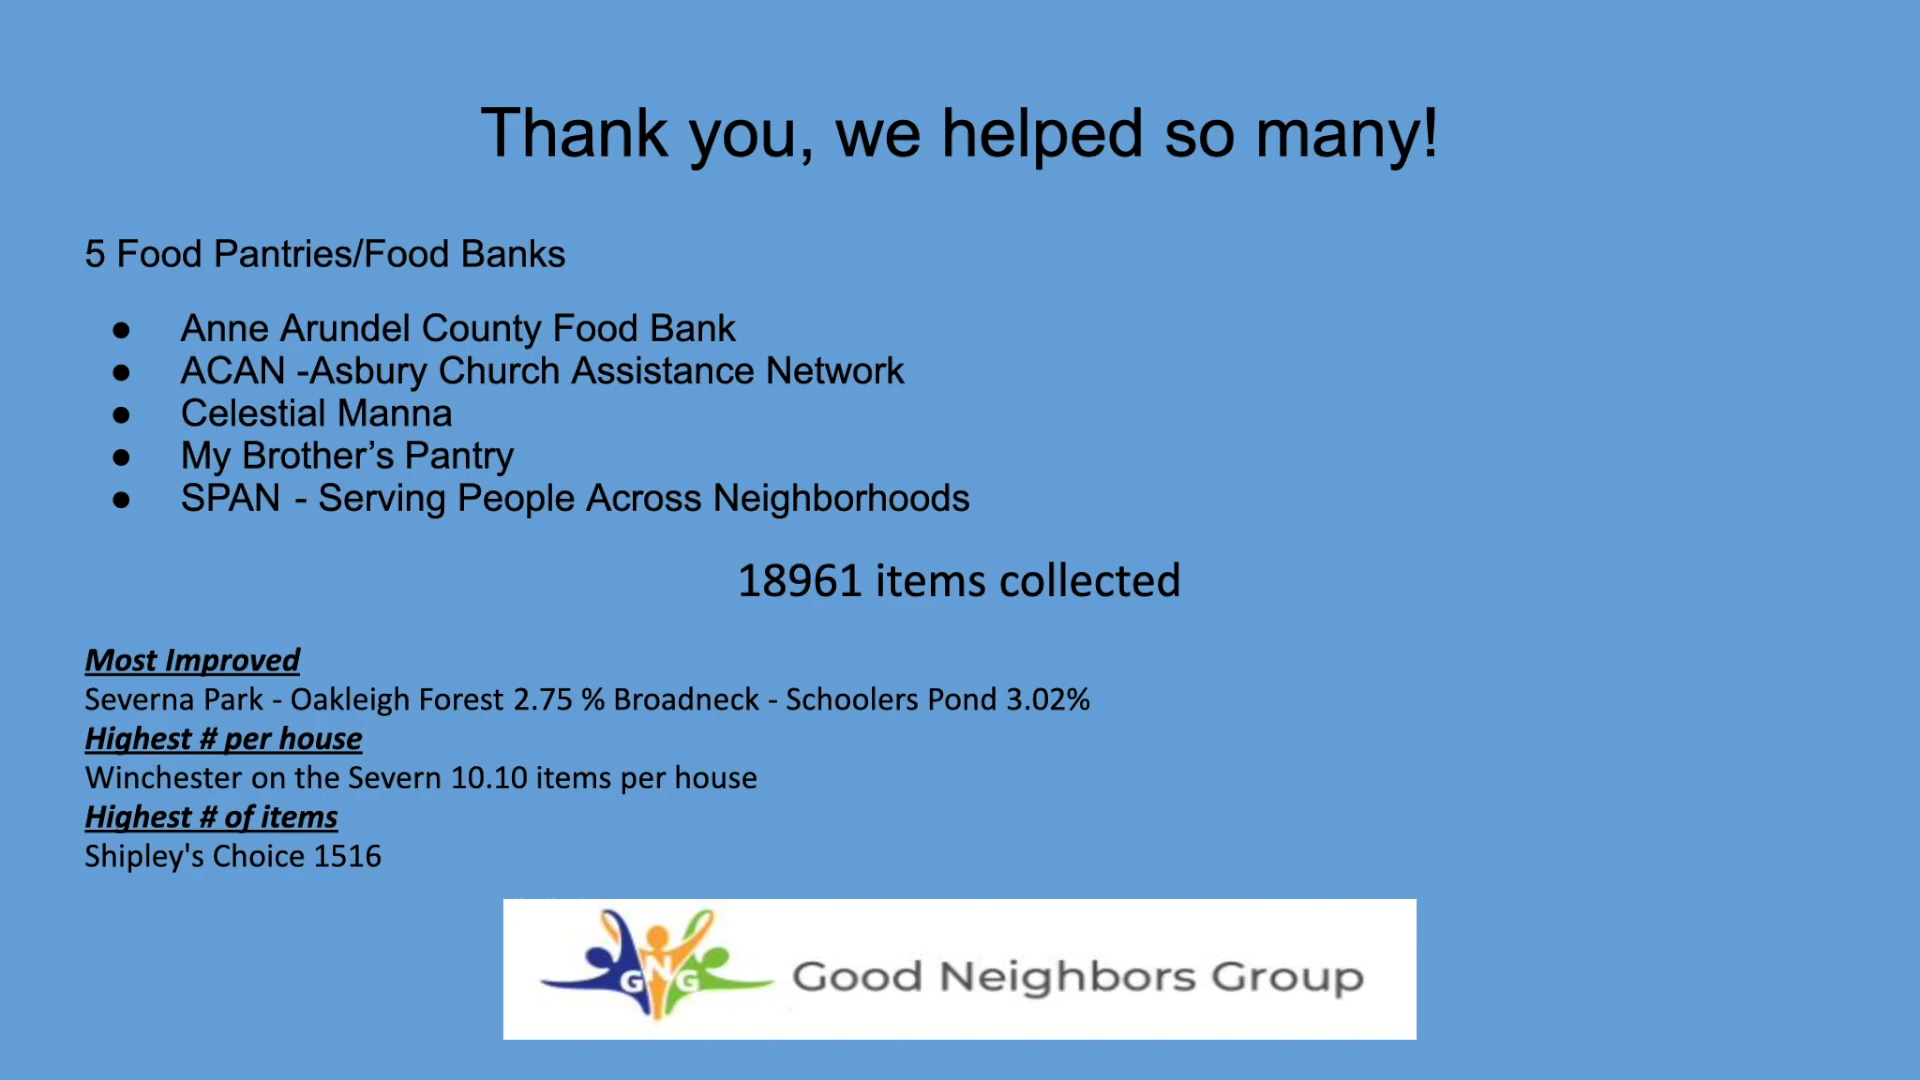 Thank you, we helped so many!
5 Food Pantries/Food Banks
● Anne Arundel County Food Bank
● ACAN -Asbury Church Assistance Network
● Celestial Manna
● My Brother’s Pantry
● SPAN - Serving People Across Neighborhoods
18961 items collected
Most Improved
Severna Park - Oakleigh Forest 2.75 % Broadneck - Schoolers Pond 3.02%
Highest # per house
Winchester on the Severn 10.10 items per house
Highest # of items
Shipley's Choice 1516
GNG Good Neighbors Group